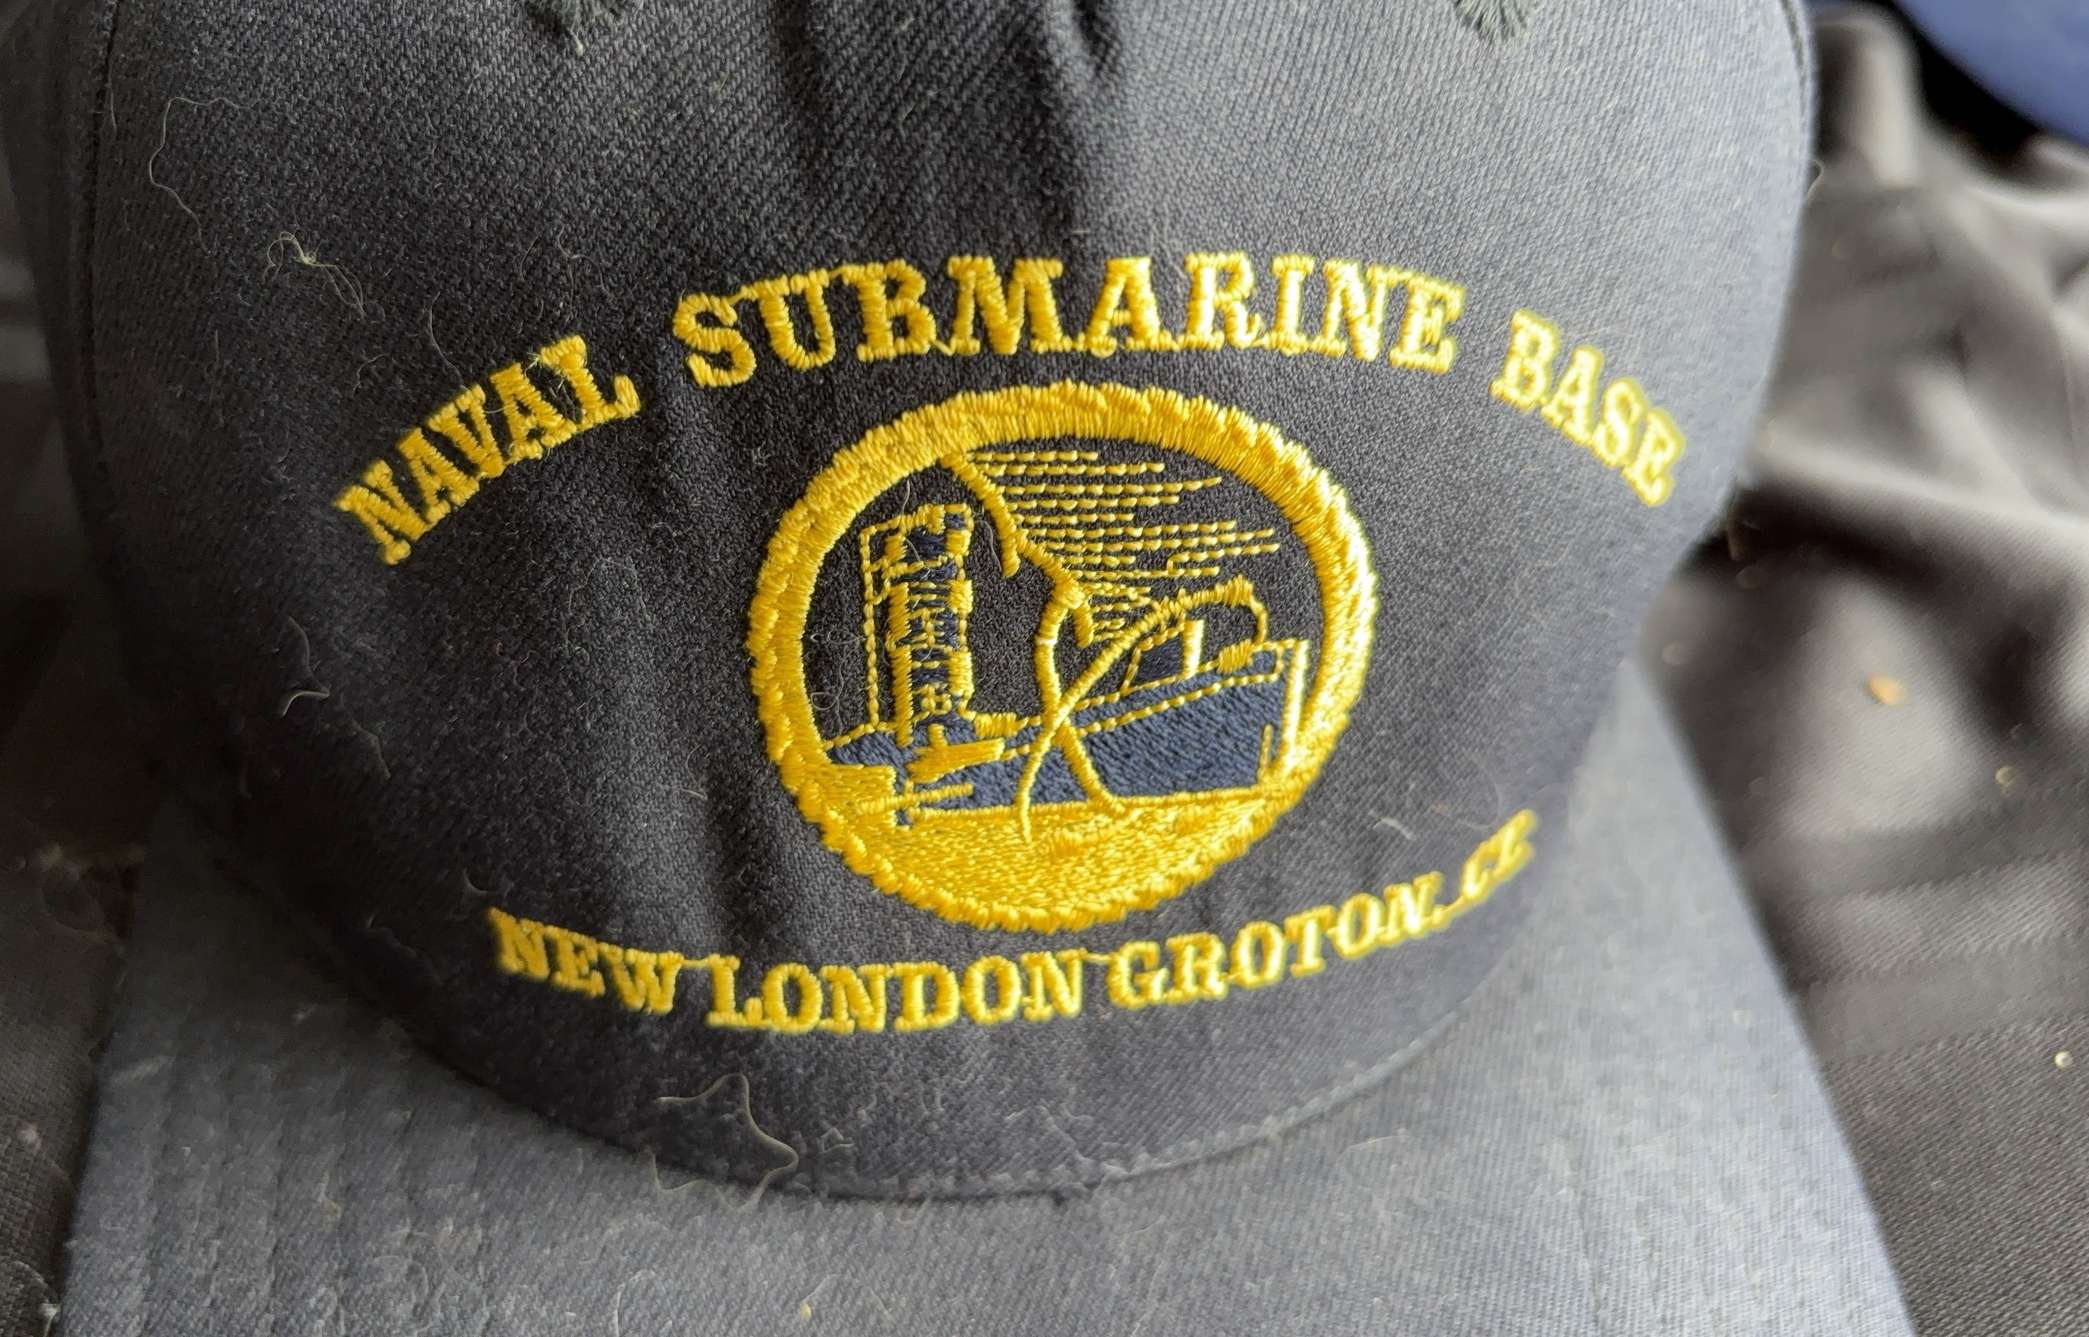 NAVAL SUBMARINE BASE
NEW LONDON GROTON, CT